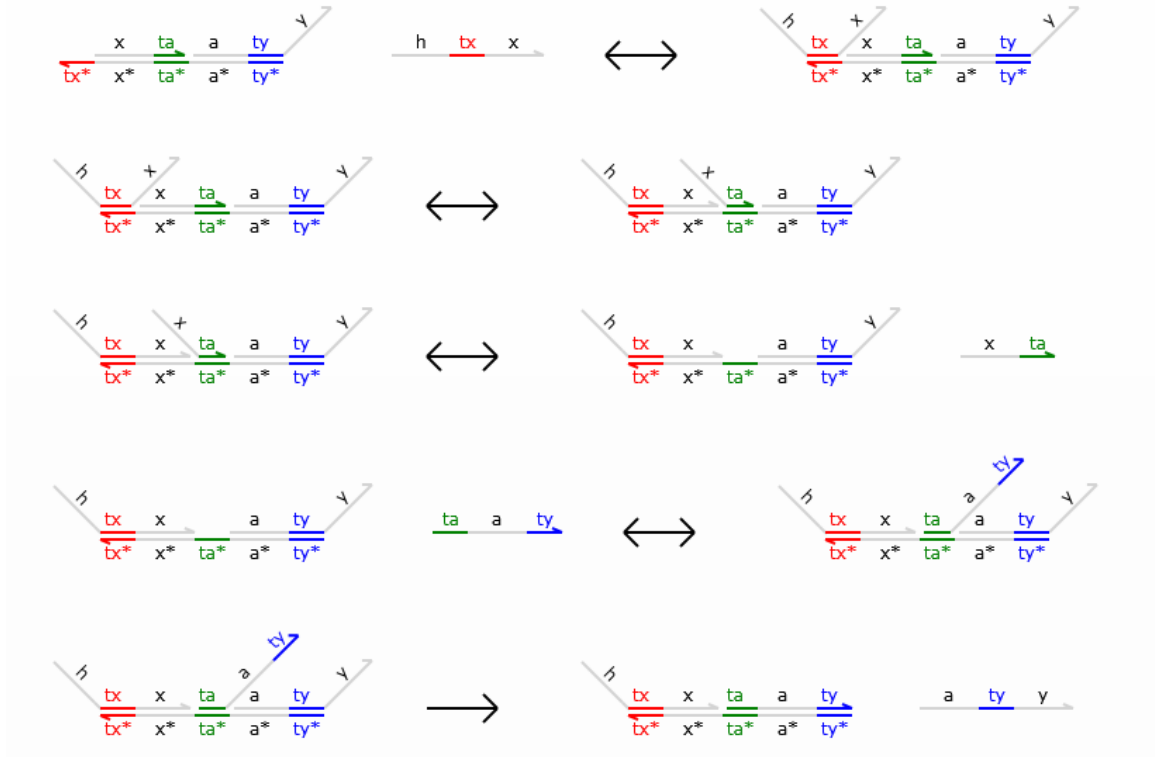 y
x ta a ty h tx x
tx* x* ta* a* ty*
h x y
tx x ta a ty
tx* x* ta* a* ty*
h x y
tx x ta a ty
tx* x* ta* a* ty*
h x y
tx x ta a ty
tx* x* ta* a* ty*
h x y
tx x ta a ty
tx* x* ta* a* ty*
h y
tx x a ty x ta
tx* x* ta* a* ty*
h y
tx x a ty ta a ty
tx* x* ta* a* ty*
ty
h a y
tx x ta a ty
tx* x* ta* a* ty*
ty
h a y
tx x ta a ty
tx* x* ta* a* ty*
h
tx x ta a ty a ty y
tx* x* ta* a* ty*